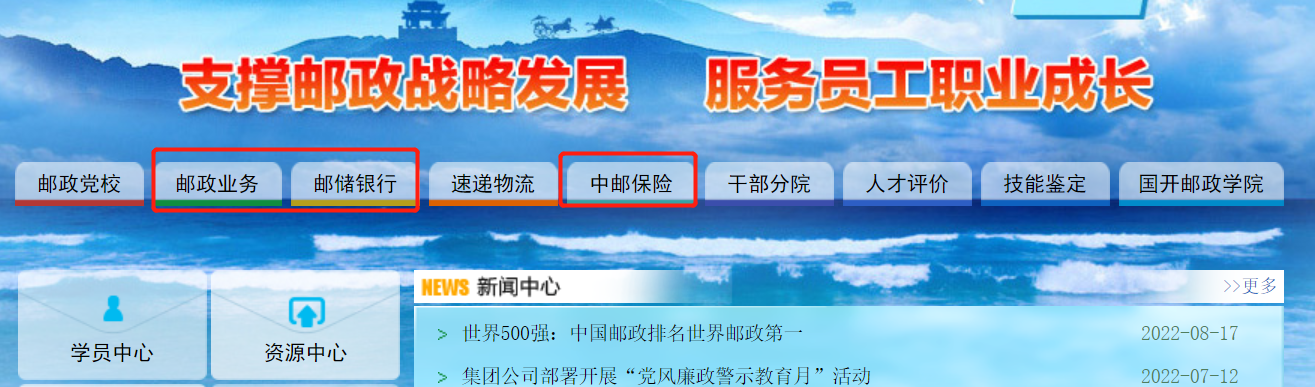 支撑邮政战略发展 服务员工职业成长
邮政党校 邮政业务 邮储银行 速递物流 中邮保险 干部分院 人才评价 技能鉴定 国开邮政学院
学员中心 资源中心
NEWS 新闻中心 >>更多
> 世界500强：中国邮政排名世界邮政第一 2022-08-17
> 集团公司部署开展“党风廉政警示教育月”活动 2022-07-12